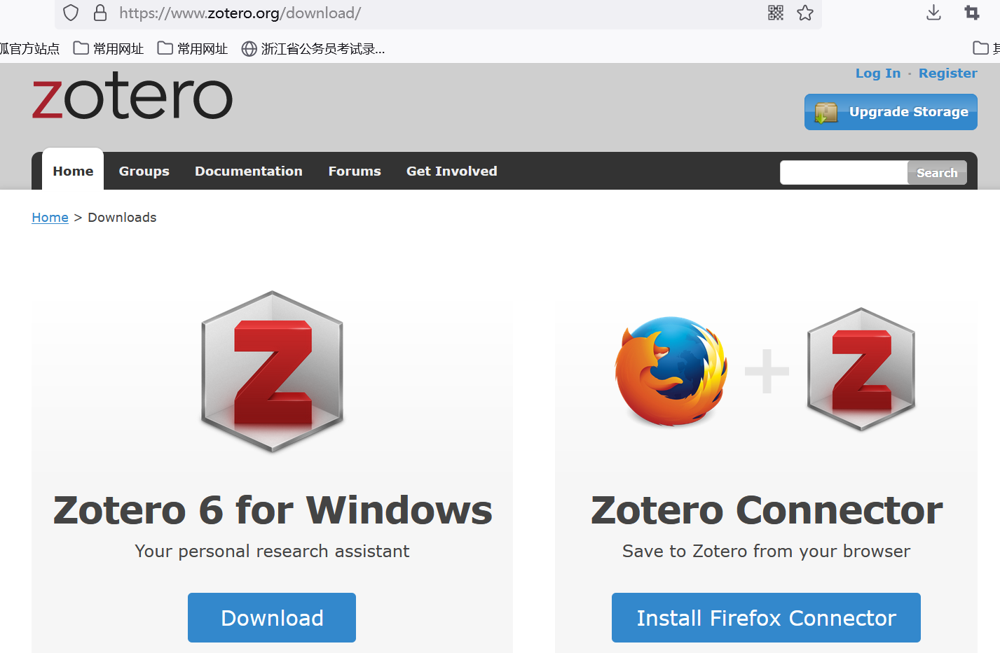 https://www.zotero.org/download/
狐官方站点 常用网址 常用网址 浙江省公务员考试录...
zotero
Log In · Register
Upgrade Storage
Home Groups Documentation Forums Get Involved Search
Home > Downloads
Zotero 6 for Windows
Your personal research assistant
Download
Zotero Connector
Save to Zotero from your browser
Install Firefox Connector